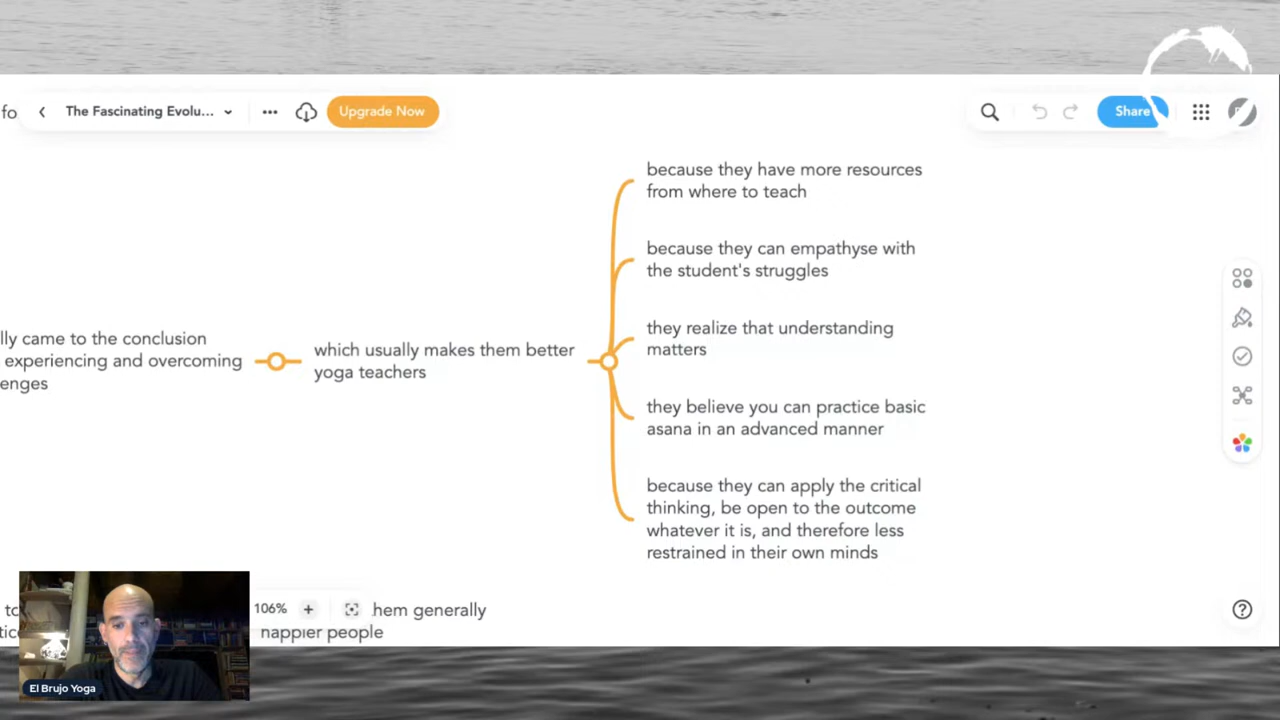 fo
The Fascinating Evolu...
Upgrade Now
Share
because they have more resources
from where to teach
because they can empathyse with
the student's struggles
lly came to the conclusion
experiencing and overcoming
enges
which usually makes them better
yoga teachers
they realize that understanding
matters
they believe you can practice basic
asana in an advanced manner
because they can apply the critical
thinking, be open to the outcome
whatever it is, and therefore less
restrained in their own minds
106%
hem generally
happier people
El Brujo Yoga